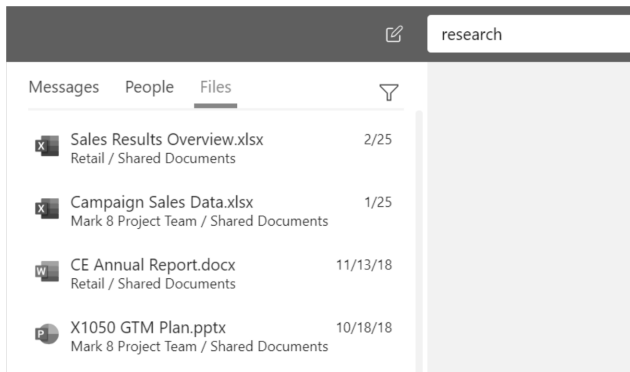 research
Messages People Files
Sales Results Overview.xlsx 2/25
Retail / Shared Documents
Campaign Sales Data.xlsx 1/25
Mark 8 Project Team / Shared Documents
CE Annual Report.docx 11/13/18
Retail / Shared Documents
X1050 GTM Plan.pptx 10/18/18
Mark 8 Project Team / Shared Documents